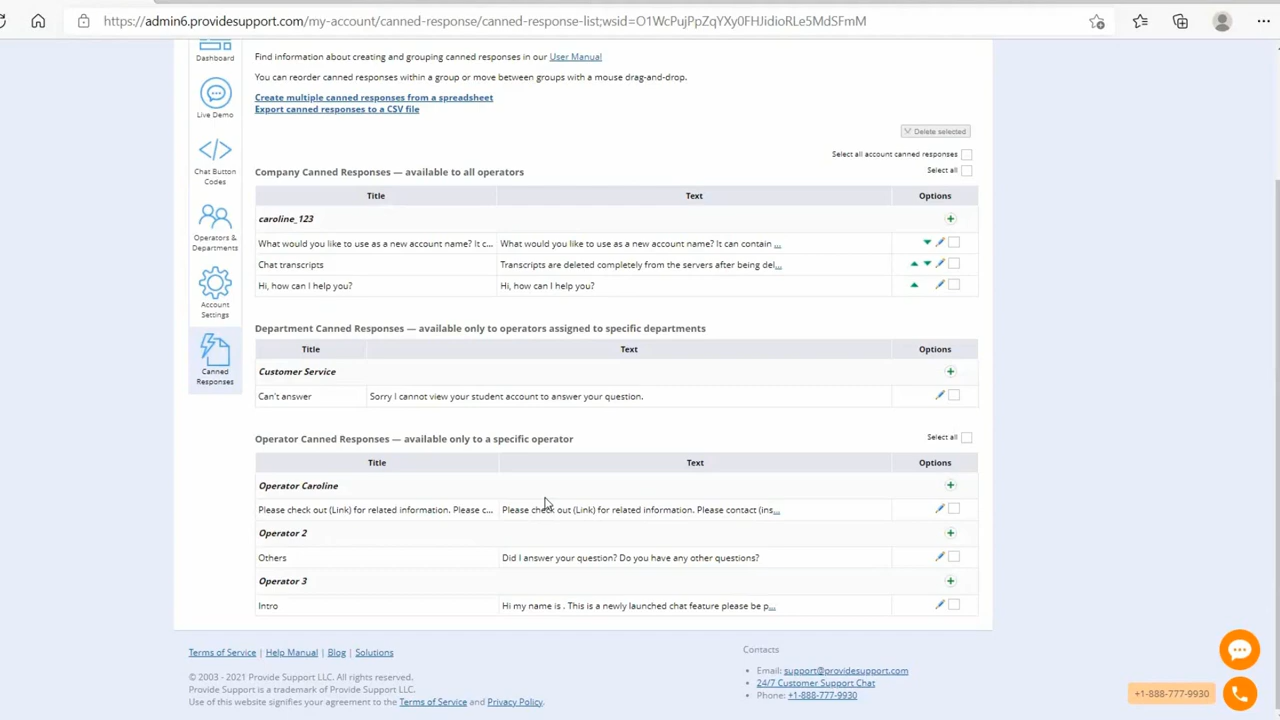 https://admin6.providesupport.com/my-account/canned-response/canned-response-list;wsid=O1WcPujPpZqYXy0FHJidioRLe5MdSFmM
Dashboard
Live Demo
Chat Button
Codes
Operators &
Departments
Account
Settings
Canned
Responses
Find information about creating and grouping canned responses in our User Manual
You can reorder canned responses within a group or move between groups with a mouse drag-and-drop.
Create multiple canned responses from a spreadsheet
Export canned responses to a CSV file
Delete selected
Select all account canned responses
Select all
Company Canned Responses — available to all operators
Title Text Options
caroline_123
What would you like to use as a new account name? It c... What would you like to use as a new account name? It can contain ...
Chat transcripts Transcripts are deleted completely from the servers after being del...
Hi, how can I help you? Hi, how can I help you?
Department Canned Responses — available only to operators assigned to specific departments
Title Text Options
Customer Service
Can't answer Sorry I cannot view your student account to answer your question.
Operator Canned Responses — available only to a specific operator
Select all
Title Text Options
Operator Caroline
Please check out (Link) for related information. Please c... Please check out (Link) for related information. Please contact (ins...
Operator 2
Others Did I answer your question? Do you have any other questions?
Operator 3
Intro Hi my name is . This is a newly launched chat feature please be p...
Terms of Service | Help Manual | Blog | Solutions
© 2003 - 2021 Provide Support LLC. All rights reserved.
Provide Support is a trademark of Provide Support LLC.
Use of this website signifies your agreement to the Terms of Service and Privacy Policy.
Contacts
Email: support@providesupport.com
24/7 Customer Support Chat
Phone: +1-888-777-9930
+1-888-777-9930